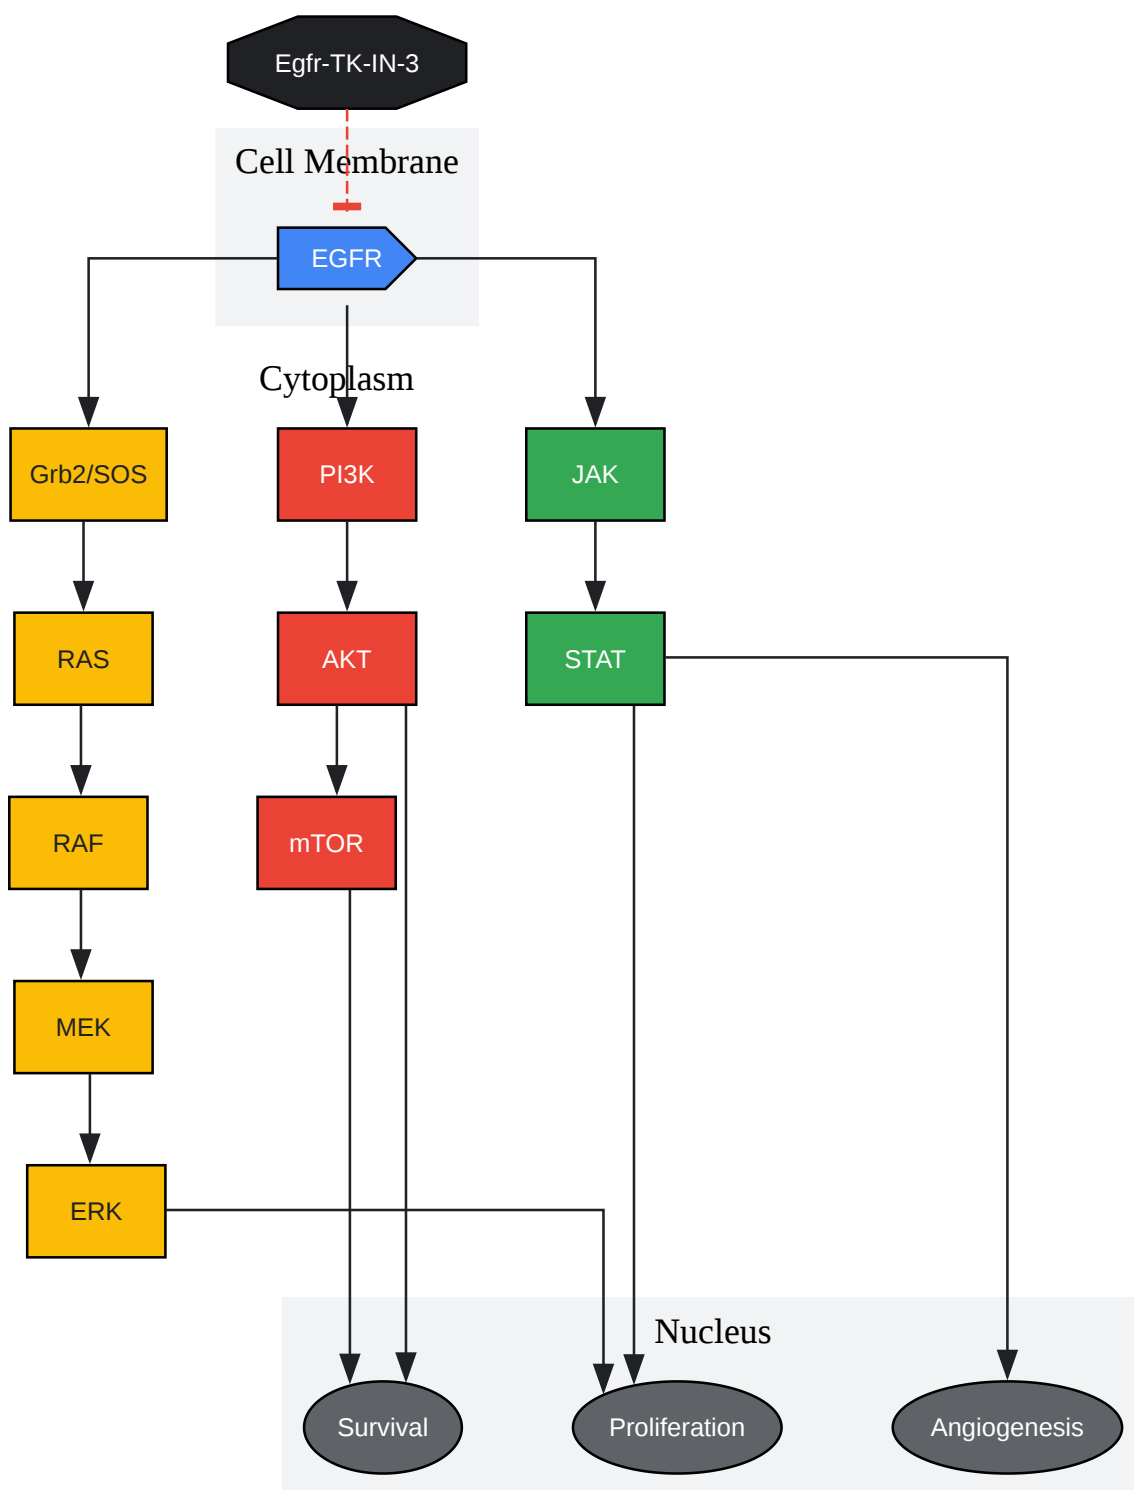 Egfr-TK-IN-3
Cell Membrane
EGFR
Cytoplasm
Grb2/SOS
PI3K
JAK
RAS
AKT
STAT
RAF
mTOR
MEK
ERK
Nucleus
Survival
Proliferation
Angiogenesis